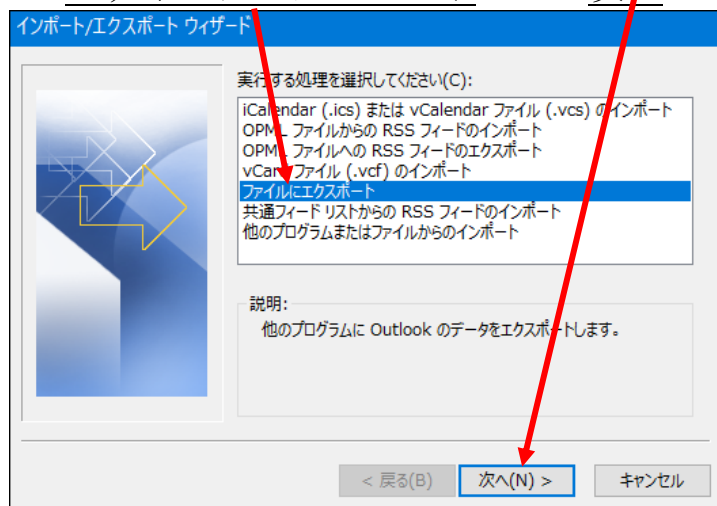 インポート/エクスポート ウィザード
実行する処理を選択してください(C):
iCalendar (.ics) または vCalendar ファイル (.vcs) のインポート
OPML ファイルからの RSS フィードのインポート
OPML ファイルへの RSS フィードのエクスポート
vCard ファイル (.vcf) のインポート
ファイルにエクスポート
共通フィード リストからの RSS フィードのインポート
他のプログラムまたはファイルからのインポート
説明:
他のプログラムに Outlook のデータをエクスポートします。
< 戻る(B)
次へ(N) >
キャンセル